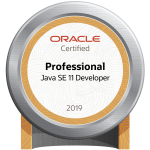 ORACLE
Certified
Professional
Java SE 11 Developer
2019